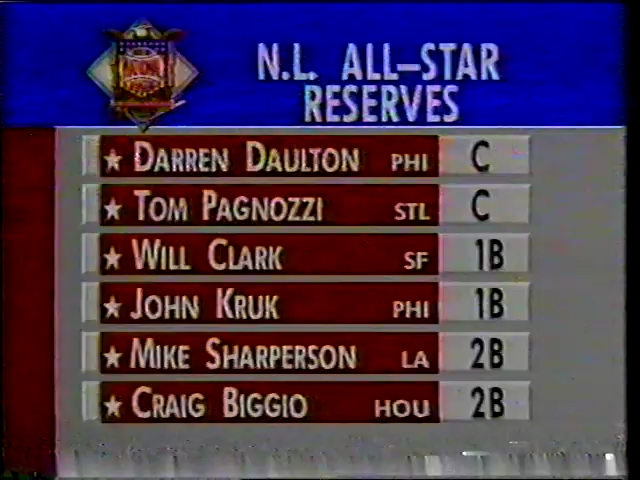 N.L. ALL-STAR
RESERVES
★ DARREN DAULTON PHI C
★ TOM PAGNOZZI STL C
★ WILL CLARK SF 1B
★ JOHN KRUK PHI 1B
★ MIKE SHARPERSON LA 2B
★ CRAIG BIGGIO HOU 2B